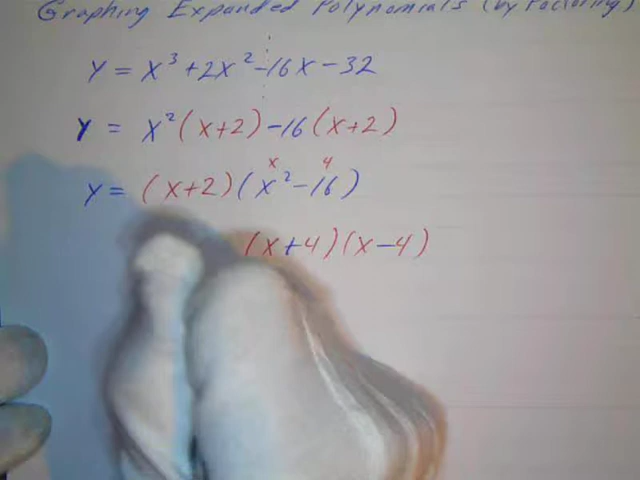 Graphing Expanded Polynomials (by Factoring)
y = x³ + 2x² - 16x - 32
y = x²(x+2) - 16(x+2)
x 4
y = (x+2)(x² - 16)
(x+4)(x-4)